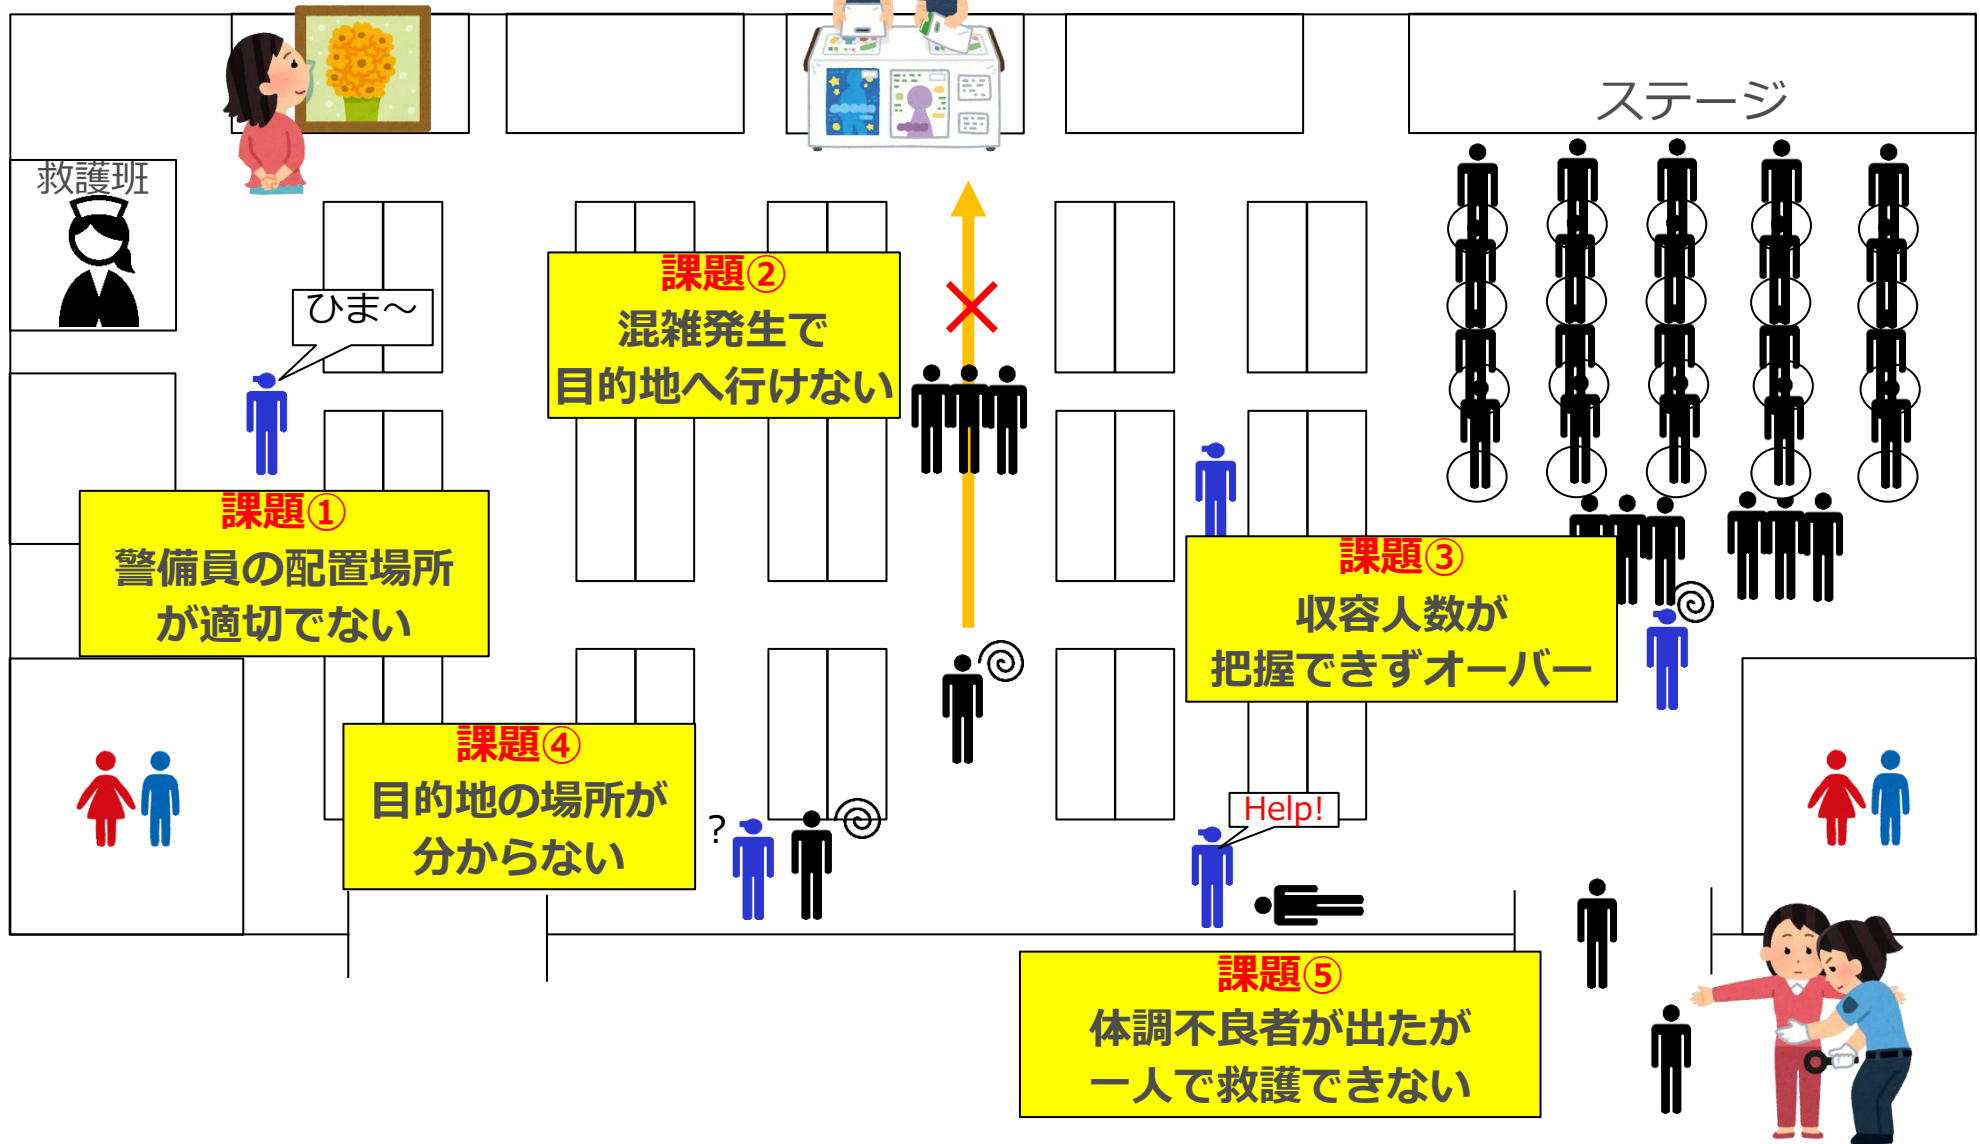 ステージ
救護班
ひま～
課題②
混雑発生で
目的地へ行けない
課題①
警備員の配置場所
が適切でない
課題③
収容人数が
把握できずオーバー
課題④
目的地の場所が
分からない
?
Help!
課題⑤
体調不良者が出たが
一人で救護できない